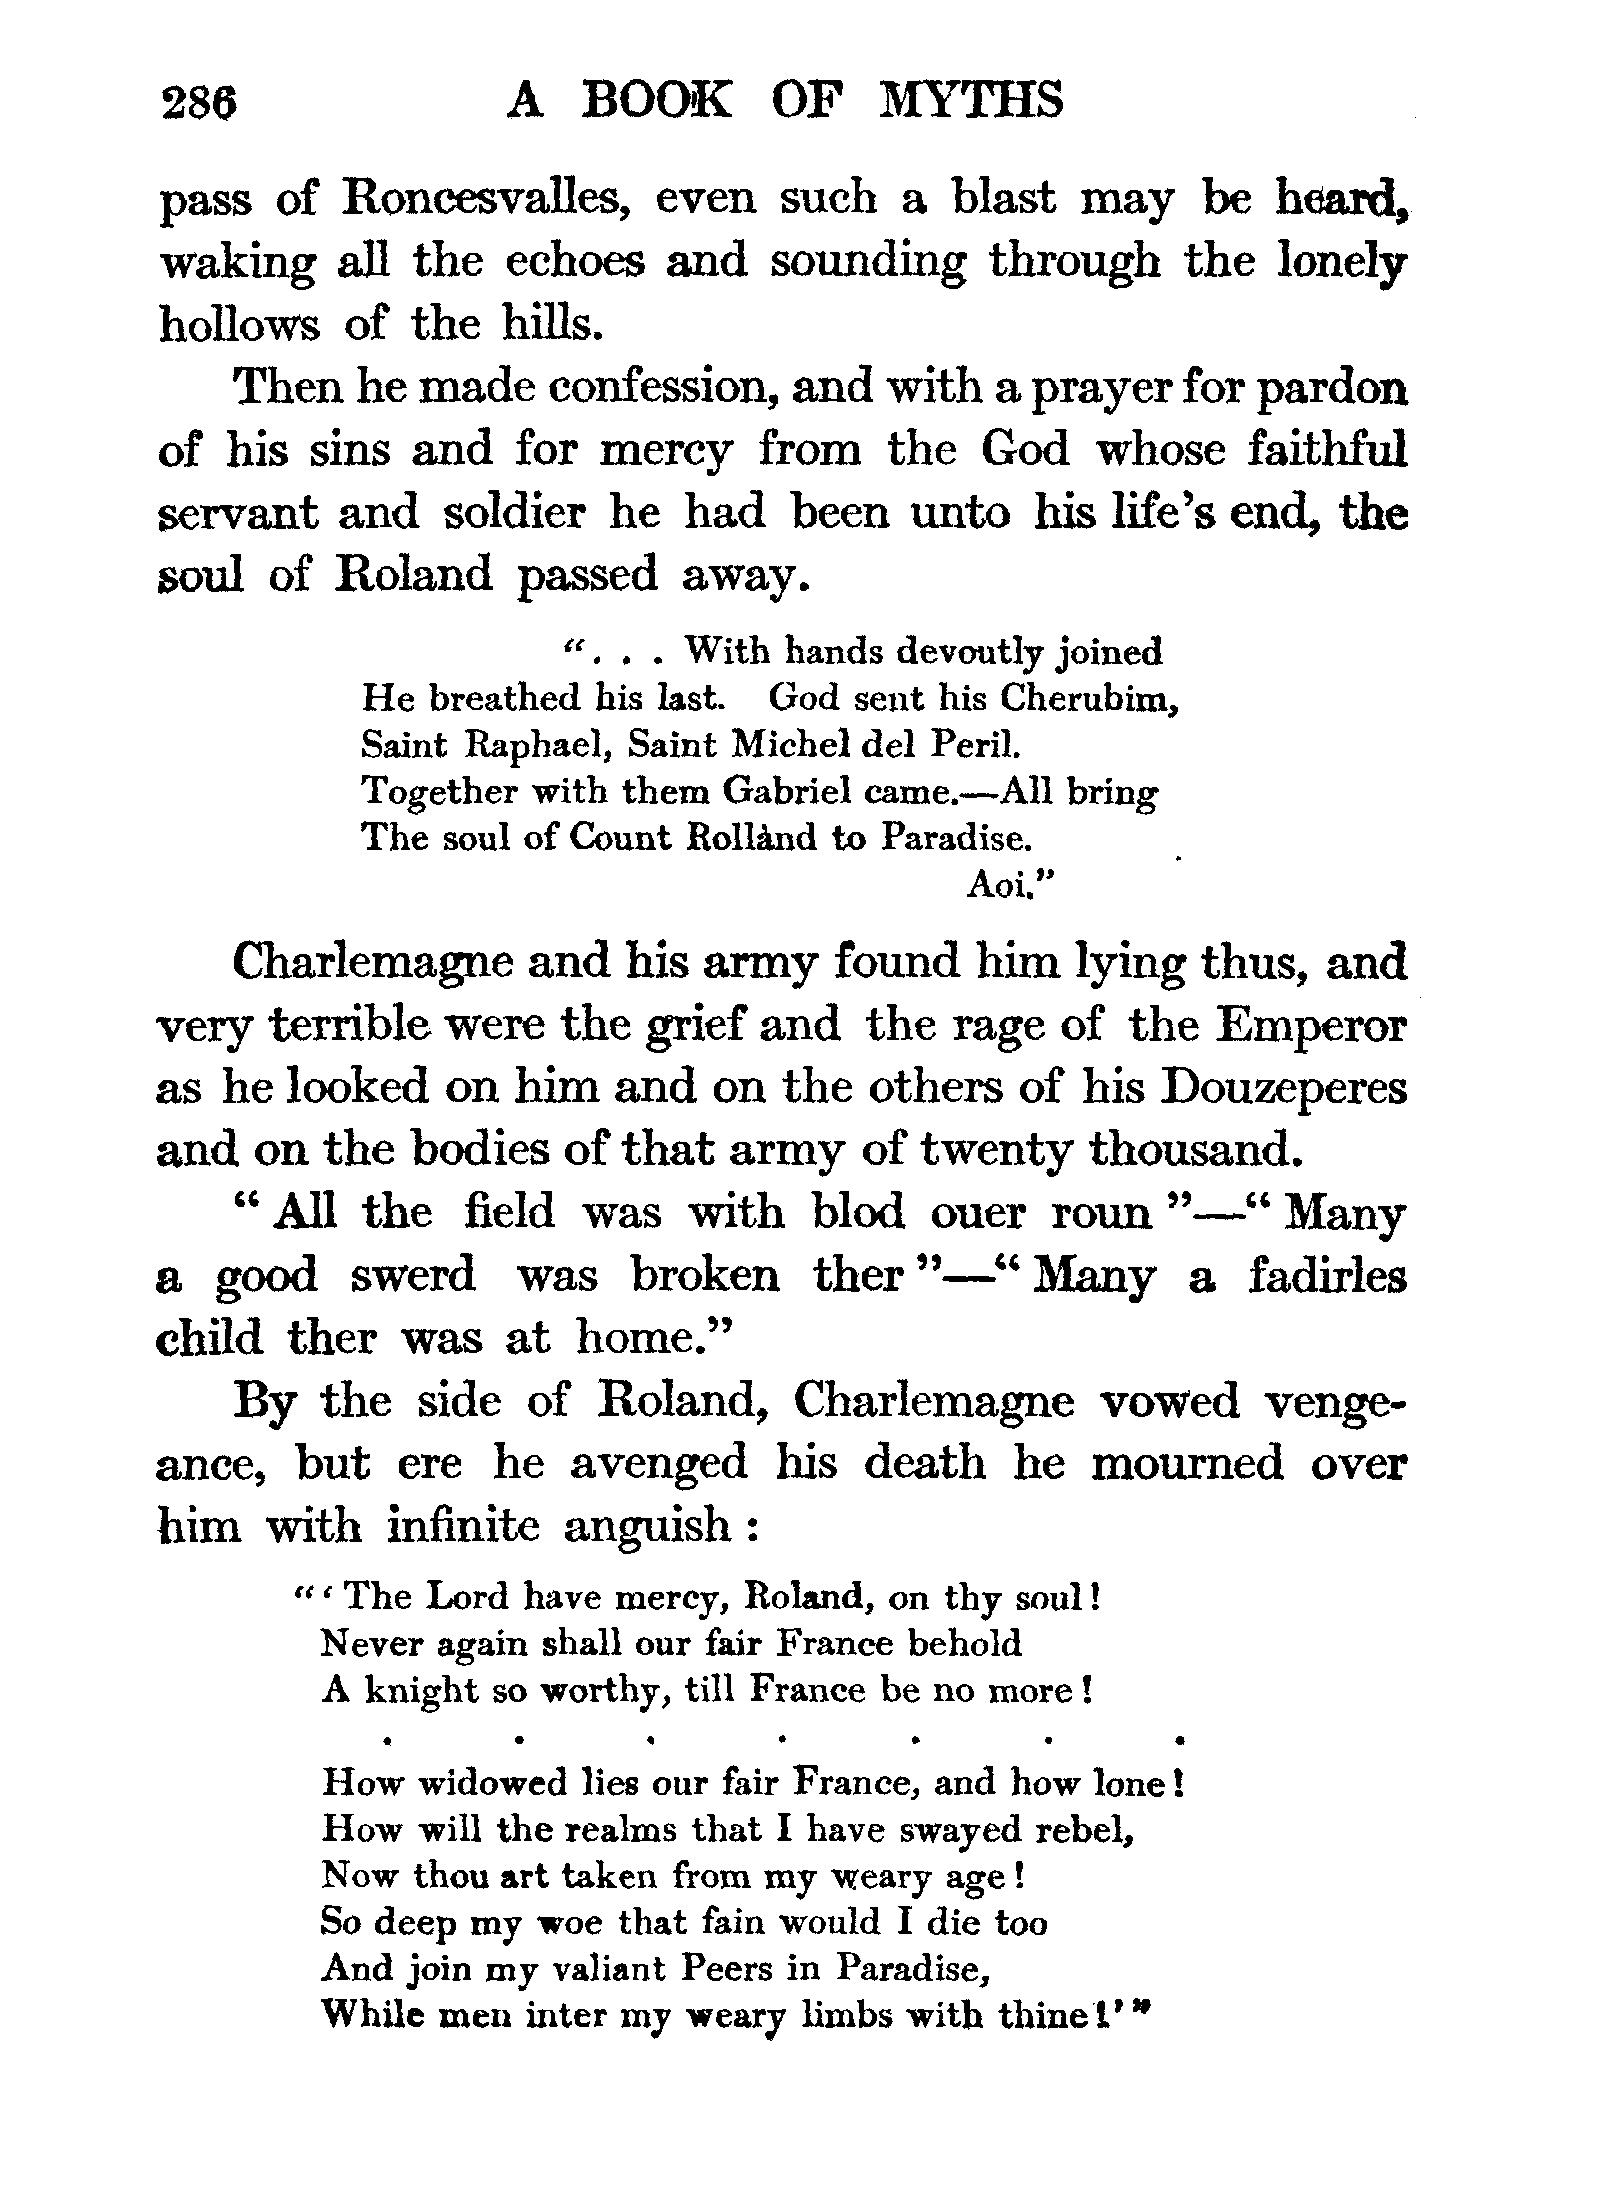 286 A BOOK OF MYTHS
pass of Roncesvalles, even such a blast may be heard,
waking all the echoes and sounding through the lonely
hollows of the hills.
Then he made confession, and with a prayer for pardon
of his sins and for mercy from the God whose faithful
servant and soldier he had been unto his life's end, the
soul of Roland passed away.
“. . . With hands devoutly joined
He breathed his last. God sent his Cherubim,
Saint Raphael, Saint Michel del Peril.
Together with them Gabriel came.—All bring
The soul of Count Rollànd to Paradise.
Aoi.”
Charlemagne and his army found him lying thus, and
very terrible were the grief and the rage of the Emperor
as he looked on him and on the others of his Douzeperes
and on the bodies of that army of twenty thousand.
“ All the field was with blod ouer roun ”—“ Many
a good swerd was broken ther ”—“ Many a fadirles
child ther was at home.”
By the side of Roland, Charlemagne vowed venge-
ance, but ere he avenged his death he mourned over
him with infinite anguish :
“ ‘ The Lord have mercy, Roland, on thy soul!
Never again shall our fair France behold
A knight so worthy, till France be no more !
. . . . . . .
How widowed lies our fair France, and how lone!
How will the realms that I have swayed rebel,
Now thou art taken from my weary age !
So deep my woe that fain would I die too
And join my valiant Peers in Paradise,
While men inter my weary limbs with thine!’ ”